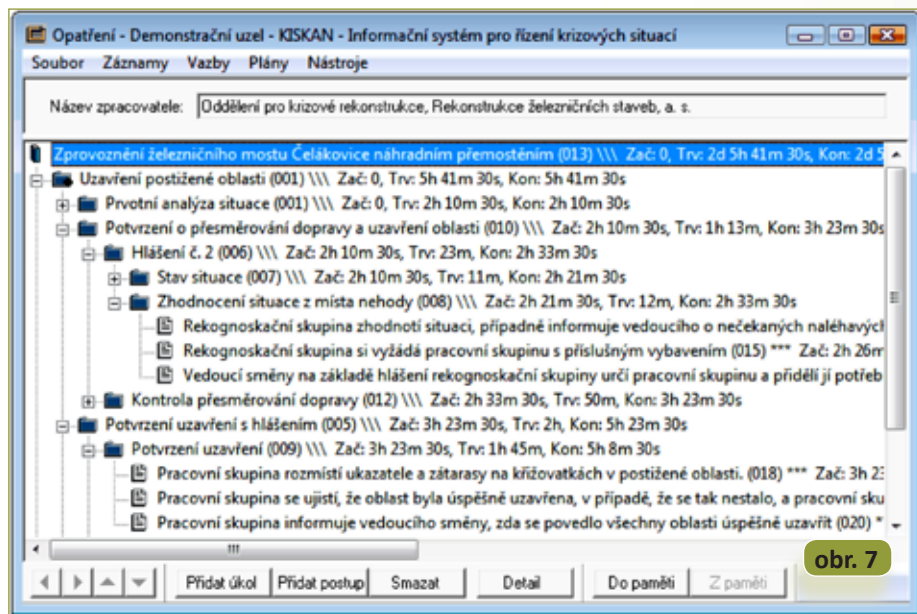 Opatření - Demonstrační uzel - KISKAN - Informační systém pro řízení krizových situací
Soubor Záznamy Vazby Plány Nástroje
Název zpracovatele: Oddělení pro krizové rekonstrukce, Rekonstrukce železničních staveb, a. s.
Zprovoznění železničního mostu Čelákovice náhradním přemostěním (013) \\\ Zač: 0, Trv: 2d 5h 41m 30s, Kon: 2d 5
Uzavření postižené oblasti (001) \\\ Zač: 0, Trv: 5h 41m 30s, Kon: 5h 41m 30s
Prvotní analýza situace (001) \\\ Zač: 0, Trv: 2h 10m 30s, Kon: 2h 10m 30s
Potvrzení o přesměrování dopravy a uzavření oblasti (010) \\\ Zač: 2h 10m 30s, Trv: 1h 13m, Kon: 3h 23m 30s
Hlášení č. 2 (006) \\\ Zač: 2h 10m 30s, Trv: 23m, Kon: 2h 33m 30s
Stav situace (007) \\\ Zač: 2h 10m 30s, Trv: 11m, Kon: 2h 21m 30s
Zhodnocení situace z místa nehody (008) \\\ Zač: 2h 21m 30s, Trv: 12m, Kon: 2h 33m 30s
Rekognoskační skupina zhodnotí situaci, případně informuje vedoucího o nečekaných naléhavých
Rekognoskační skupina si vyžádá pracovní skupinu s příslušným vybavením (015) *** Zač: 2h 26m
Vedoucí směny na základě hlášení rekognoskační skupiny určí pracovní skupinu a přidělí jí potřeb
Kontrola přesměrování dopravy (012) \\\ Zač: 2h 33m 30s, Trv: 50m, Kon: 3h 23m 30s
Potvrzení uzavření s hlášením (005) \\\ Zač: 3h 23m 30s, Trv: 2h, Kon: 5h 23m 30s
Potvrzení uzavření (009) \\\ Zač: 3h 23m 30s, Trv: 1h 45m, Kon: 5h 8m 30s
Pracovní skupina rozmístí ukazatele a zátarasy na křižovatkách v postižené oblasti. (018) *** Zač: 3h 23
Pracovní skupina se ujistí, že oblast byla úspěšně uzavřena, v případě, že se tak nestalo, a pracovní sku
Pracovní skupina informuje vedoucího směny, zda se povedlo všechny oblasti úspěšně uzavřít (020) *
Přidat úkol Přidat postup Smazat Detail Do paměti Z paměti
obr. 7